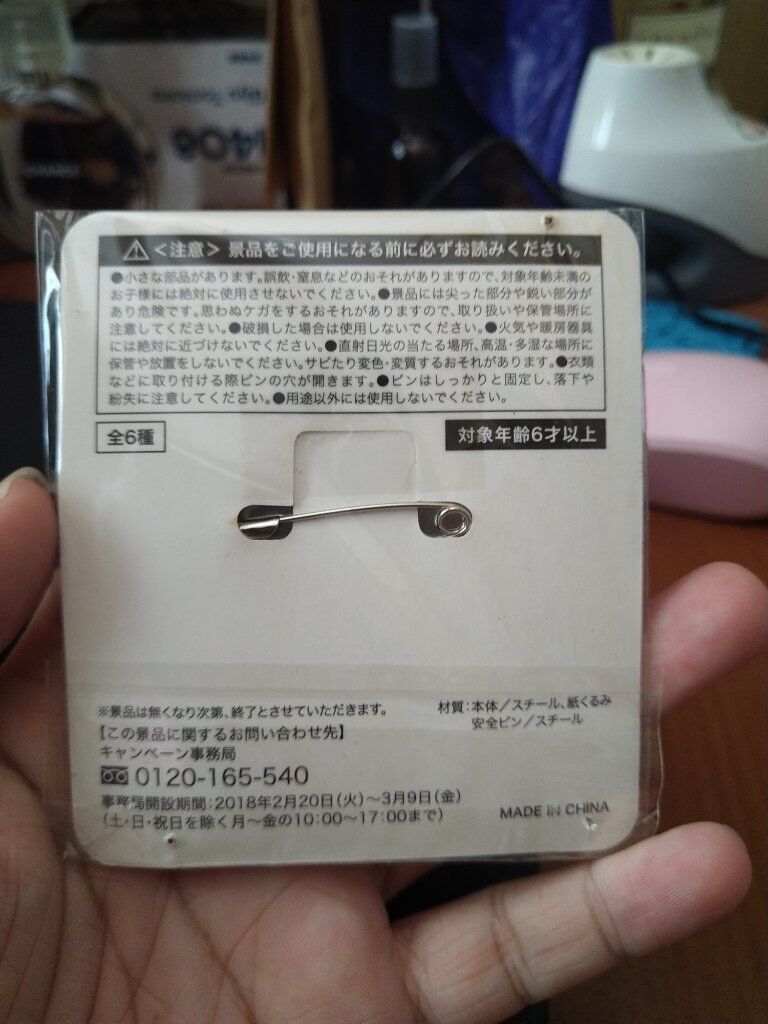 <注意> 景品をご使用になる前に必ずお読みください。
●小さな部品があります。誤飲・窒息などのおそれがありますので、対象年齢未満の
お子様には絶対に使用させないでください。●景品には尖った部分や鋭い部分が
あり危険です。思わぬケガをするおそれがありますので、取り扱いや保管場所に
注意してください。●破損した場合は使用しないでください。●火気や暖房器具
には絶対に近づけないでください。●直射日光の当たる場所、高温・多湿な場所に
保管や放置をしないでください。サビたり変色・変質するおそれがあります。●衣類
などに取り付ける際ピンの穴が開きます。●ピンはしっかりと固定し、落下や
紛失に注意してください。●用途以外には使用しないでください。
全6種
対象年齢6才以上
※景品は無くなり次第、終了とさせていただきます。
材質:本体/スチール、紙くるみ
安全ピン/スチール
【この景品に関するお問い合わせ先】
キャンペーン事務局
0120-165-540
事務局開設期間:2018年2月20日(火)〜3月9日(金)
(土・日・祝日を除く月〜金の10:00〜17:00まで)
MADE IN CHINA